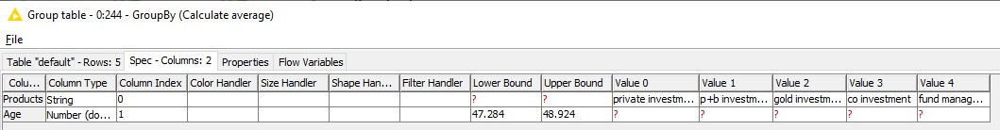 Group table - 0:244 - GroupBy (Calculate average)
File
Table "default" - Rows: 5 Spec - Columns: 2 Properties Flow Variables
Colu... Column Type Column Index Color Handler Size Handler Shape Han... Filter Handler Lower Bound Upper Bound Value 0 Value 1 Value 2 Value 3 Value 4
Products String 0 ? ? private investm... p+b investm... gold investm... co investment fund manag...
Age Number (do... 1 47.284 48.924 ? ? ? ? ?